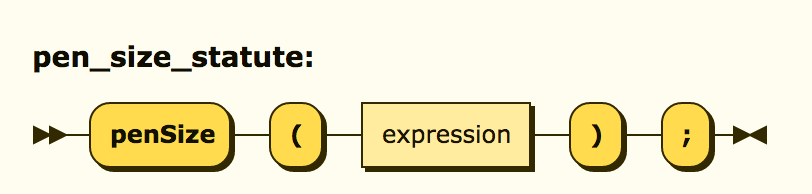 pen_size_statute:
penSize ( expression ) ;